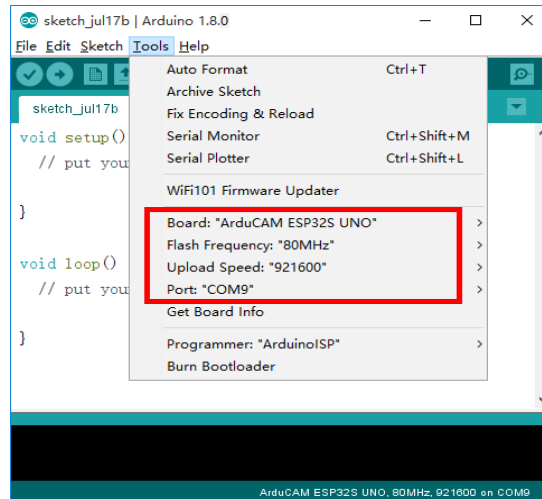 sketch_jul17b | Arduino 1.8.0
File Edit Sketch Tools Help
Auto Format Ctrl+T
Archive Sketch
sketch_jul17b
Fix Encoding & Reload
void setup()
Serial Monitor Ctrl+Shift+M
// put your
Serial Plotter Ctrl+Shift+L
WiFi101 Firmware Updater
}
Board: "ArduCAM ESP32S UNO"
Flash Frequency: "80MHz"
void loop()
Upload Speed: "921600"
// put your
Port: "COM9"
Get Board Info
}
Programmer: "ArduinoISP"
Burn Bootloader
ArduCAM ESP32S UNO, 80MHz, 921600 on COM9